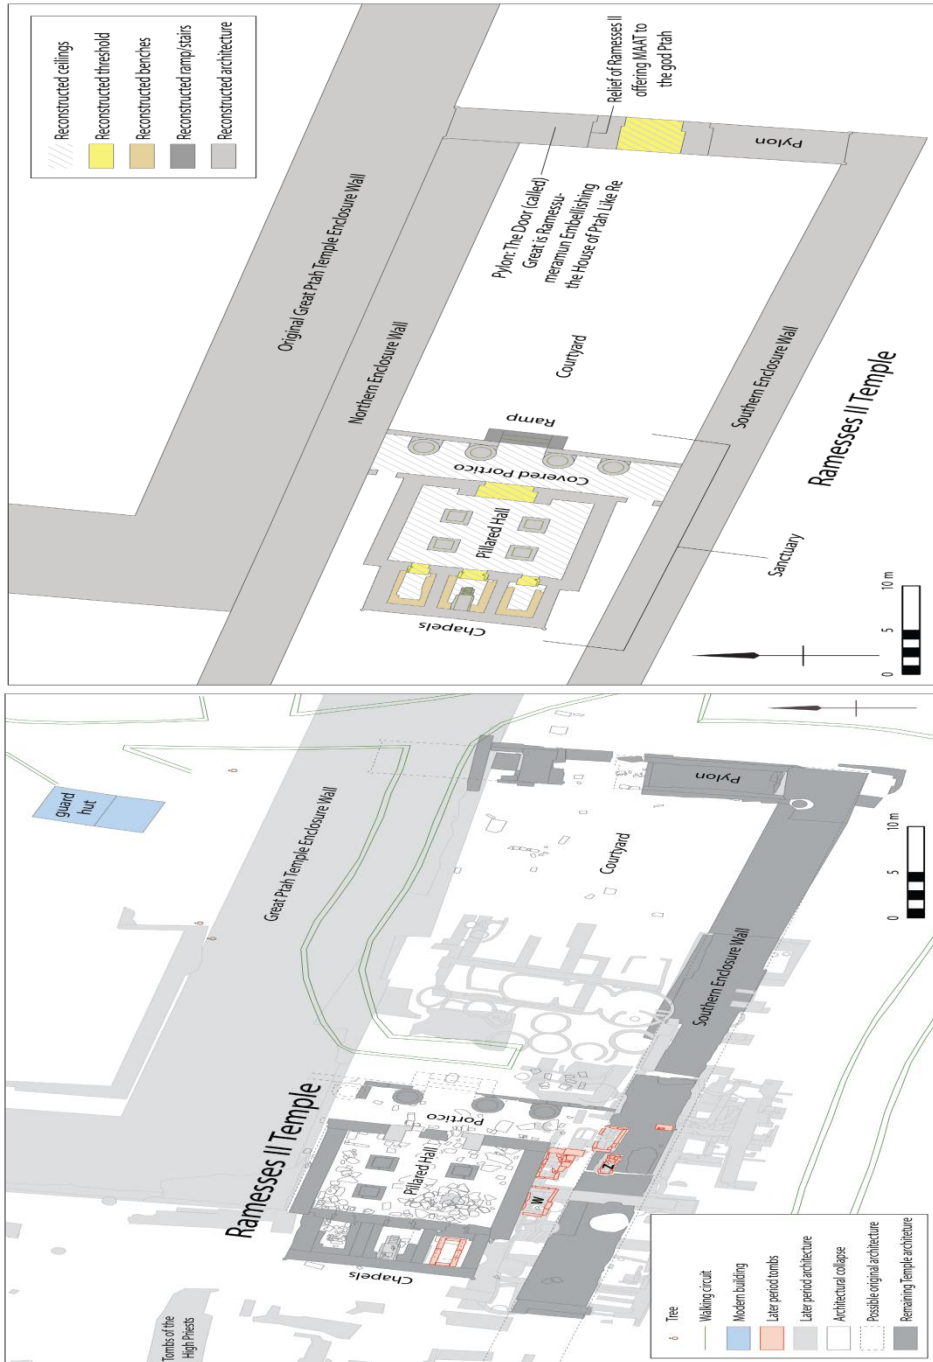 Reconstructed ceilings
Reconstructed threshold
Reconstructed benches
Reconstructed ramp/stairs
Reconstructed architecture
Original Great Ptah Temple Enclosure Wall
Northern Enclosure Wall
Relief of Ramesses II
offering MAAT to
the god Ptah
Pylon
Pylon: The Door (called)
Great is Ramessu-
meramun Embellishing
the House of Ptah Like Re
Courtyard
Ramp
Covered Portico
Pillared Hall
Chapels
Southern Enclosure Wall
Sanctuary
Ramesses II Temple
0 5 10 m
guard
hut
Great Ptah Temple Enclosure Wall
Ramesses II Temple
Tombs of the
High Priests
Chapels
Pillared Hall
Portico
Courtyard
Pylon
Southern Enclosure Wall
W
Z
0 5 10 m
Tree
Walking circuit
Modern building
Later period tombs
Later period architecture
Architectural collapse
Possible original architecture
Remaining Temple architeture